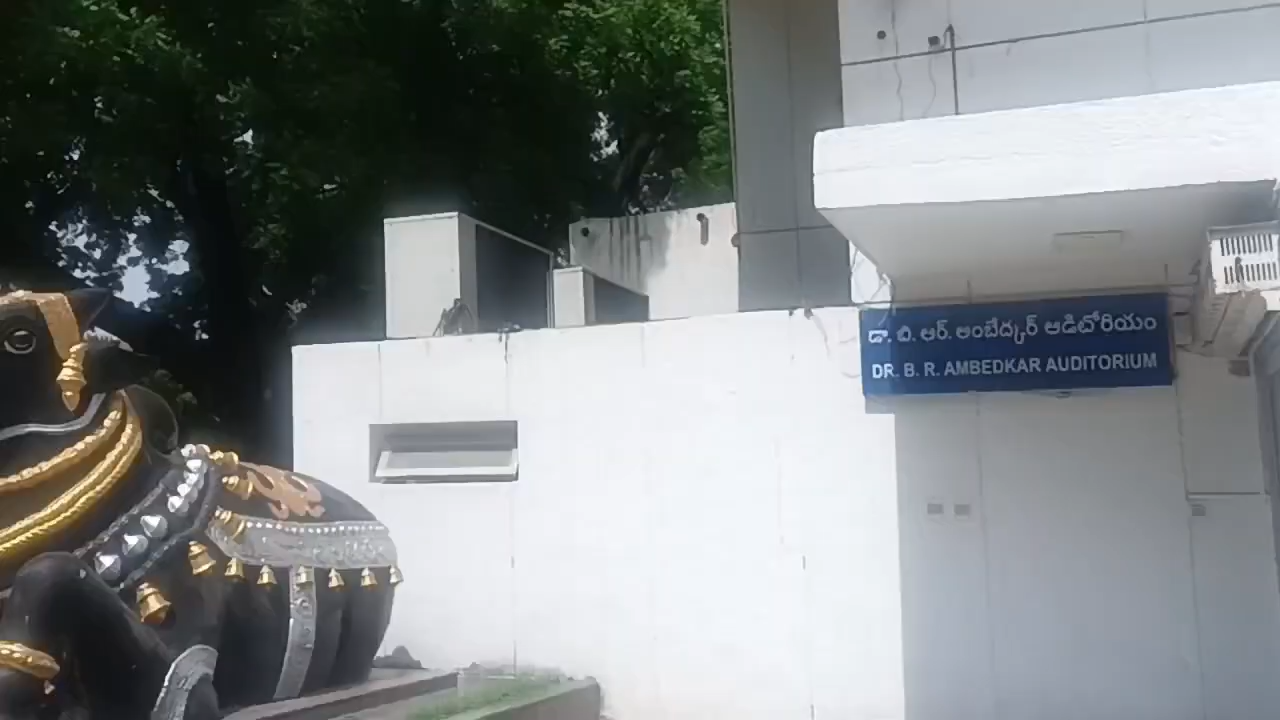 డా. బి. ఆర్. అంబేద్కర్ ఆడిటోరియం
DR. B. R. AMBEDKAR AUDITORIUM